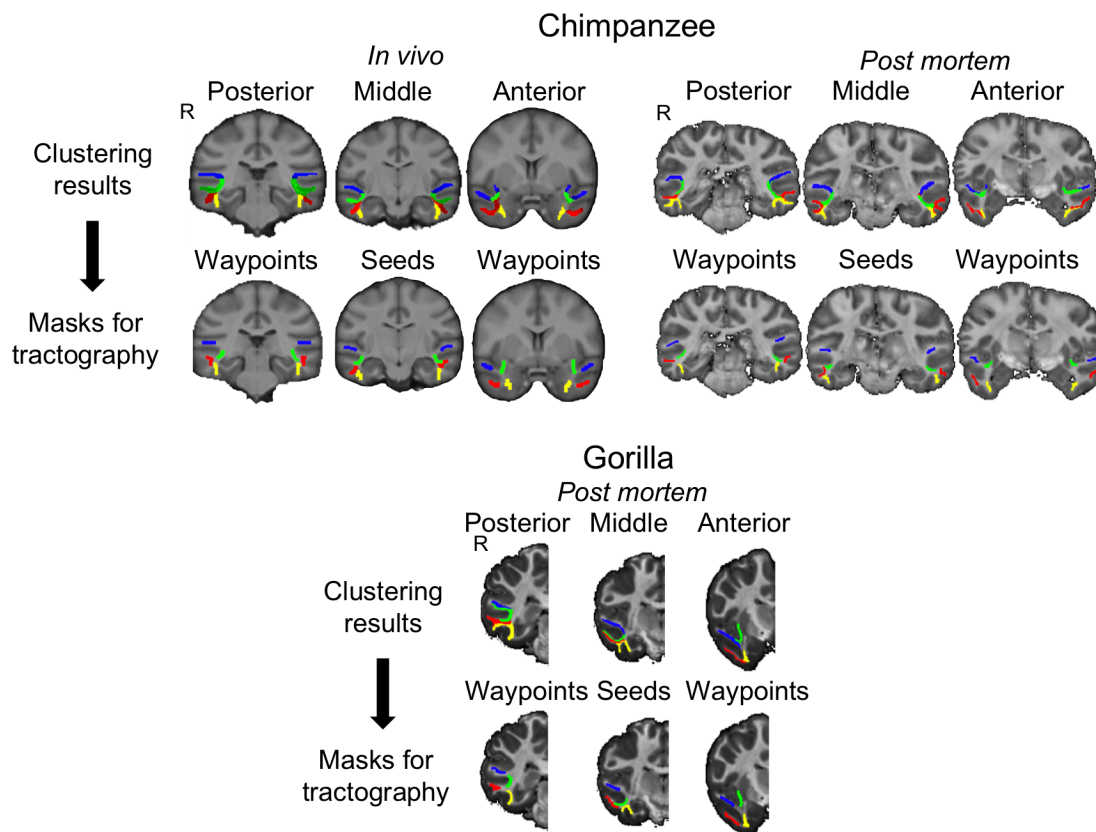 Chimpanzee
In vivo
Post mortem
Posterior Middle Anterior
Posterior Middle Anterior
R
R
Clustering
results
Waypoints Seeds Waypoints
Waypoints Seeds Waypoints
Masks for
tractography
Gorilla
Post mortem
Posterior Middle Anterior
R
Clustering
results
Waypoints Seeds Waypoints
Masks for
tractography